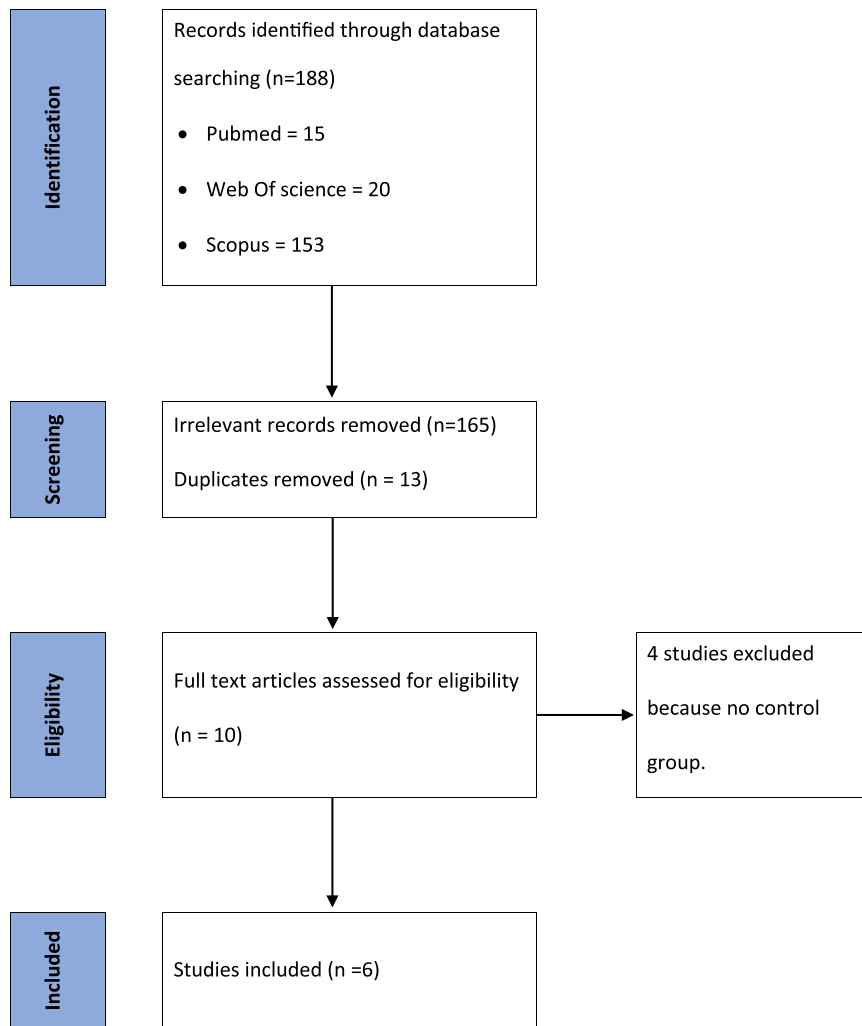 Identification
Records identified through database
searching (n=188)
• Pubmed = 15
• Web Of science = 20
• Scopus = 153
Screening
Irrelevant records removed (n=165)
Duplicates removed (n = 13)
Eligibility
Full text articles assessed for eligibility
(n = 10)
4 studies excluded
because no control
group.
Included
Studies included (n =6)